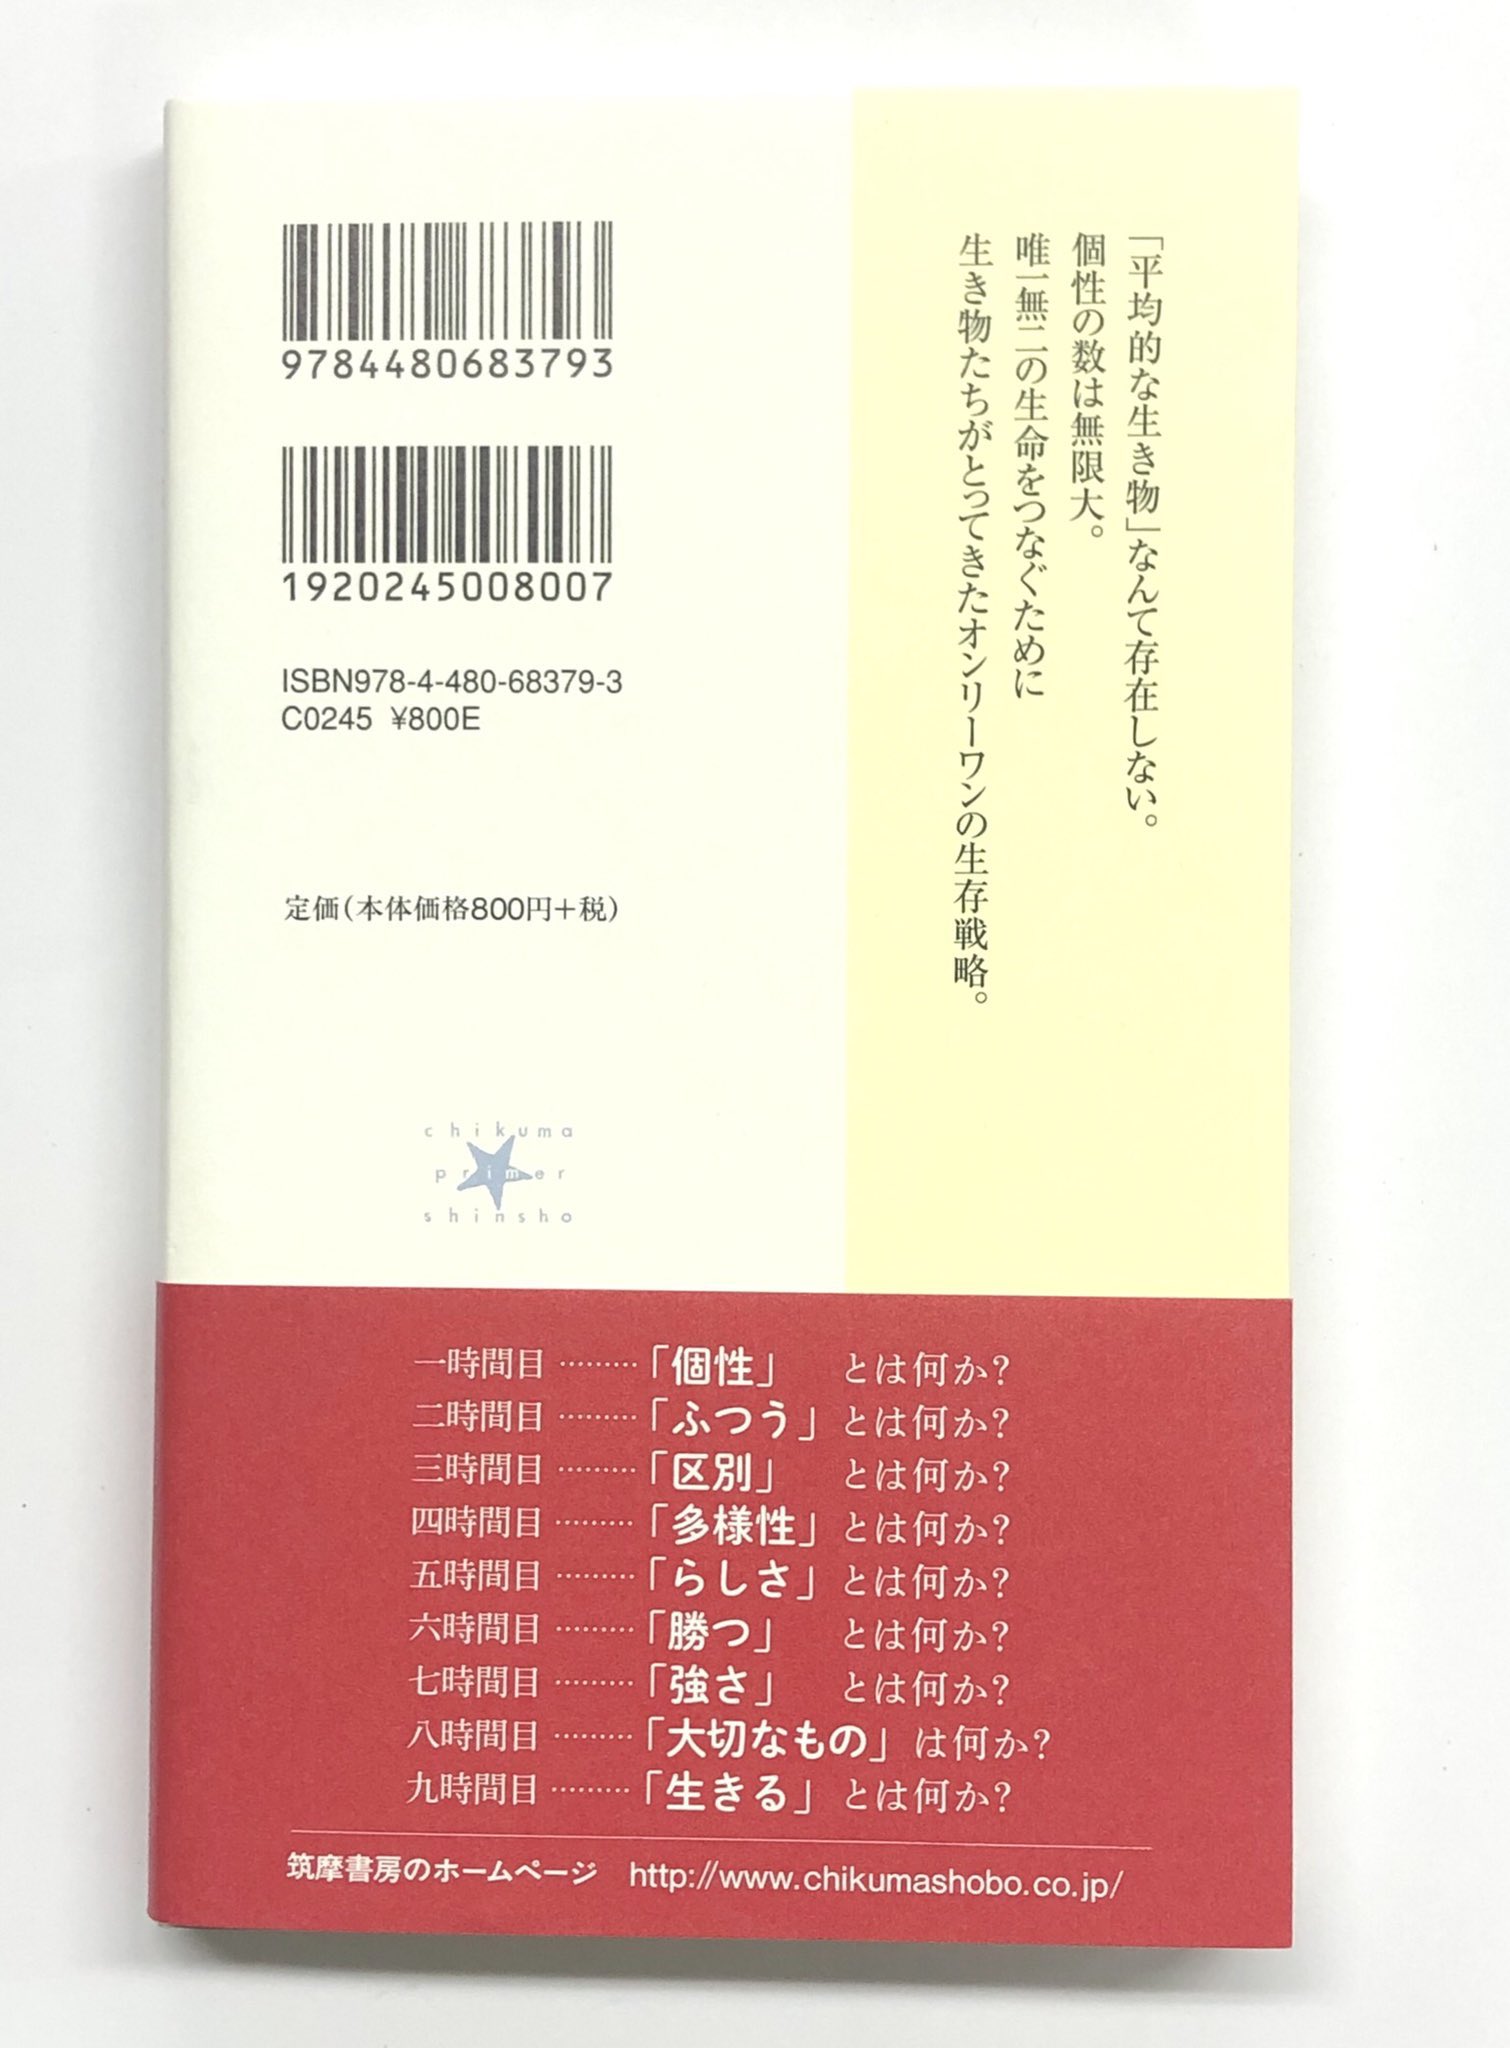 「平均的な生き物」なんて存在しない。
個性の数は無限大。
唯一無二の生命をつなぐために
生き物たちがとってきたオンリーワンの生存戦略。
9784480683793
1920245008007
ISBN978-4-480-68379-3
C0245 ¥800E
定価(本体価格800円+税)
chikuma
primer
shinsho
一時間目………「個性」とは何か?
二時間目………「ふつう」とは何か?
三時間目………「区別」とは何か?
四時間目………「多様性」とは何か?
五時間目………「らしさ」とは何か?
六時間目………「勝つ」とは何か?
七時間目………「強さ」とは何か?
八時間目………「大切なもの」は何か?
九時間目………「生きる」とは何か?
筑摩書房のホームページ http://www.chikumashobo.co.jp/